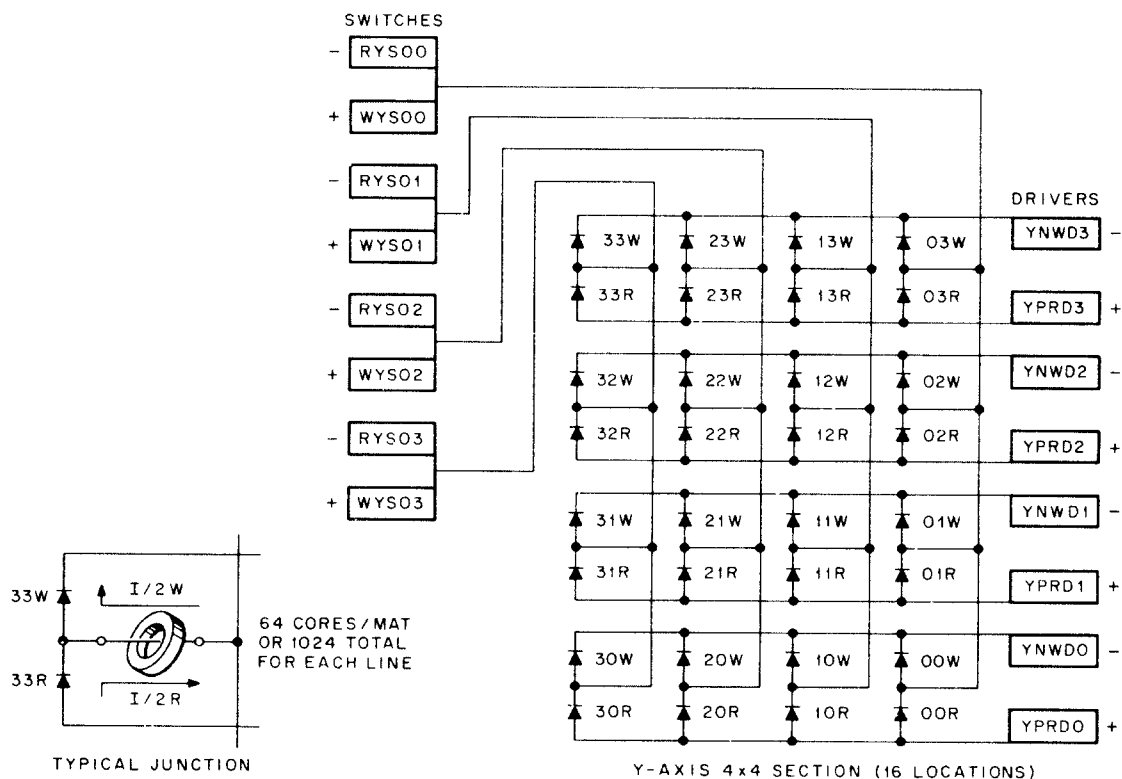 SWITCHES
- RYS00
+ WYS00
- RYS01
+ WYS01
- RYS02
+ WYS02
- RYS03
+ WYS03
DRIVERS
33W 23W 13W 03W YNWD3 -
33R 23R 13R 03R YPRD3 +
32W 22W 12W 02W YNWD2 -
32R 22R 12R 02R YPRD2 +
31W 21W 11W 01W YNWD1 -
31R 21R 11R 01R YPRD1 +
30W 20W 10W 00W YNWD0 -
30R 20R 10R 00R YPRD0 +
33W
I/2W
33R
I/2R
64 CORES/MAT
OR 1024 TOTAL
FOR EACH LINE
TYPICAL JUNCTION
Y-AXIS 4x4 SECTION (16 LOCATIONS)